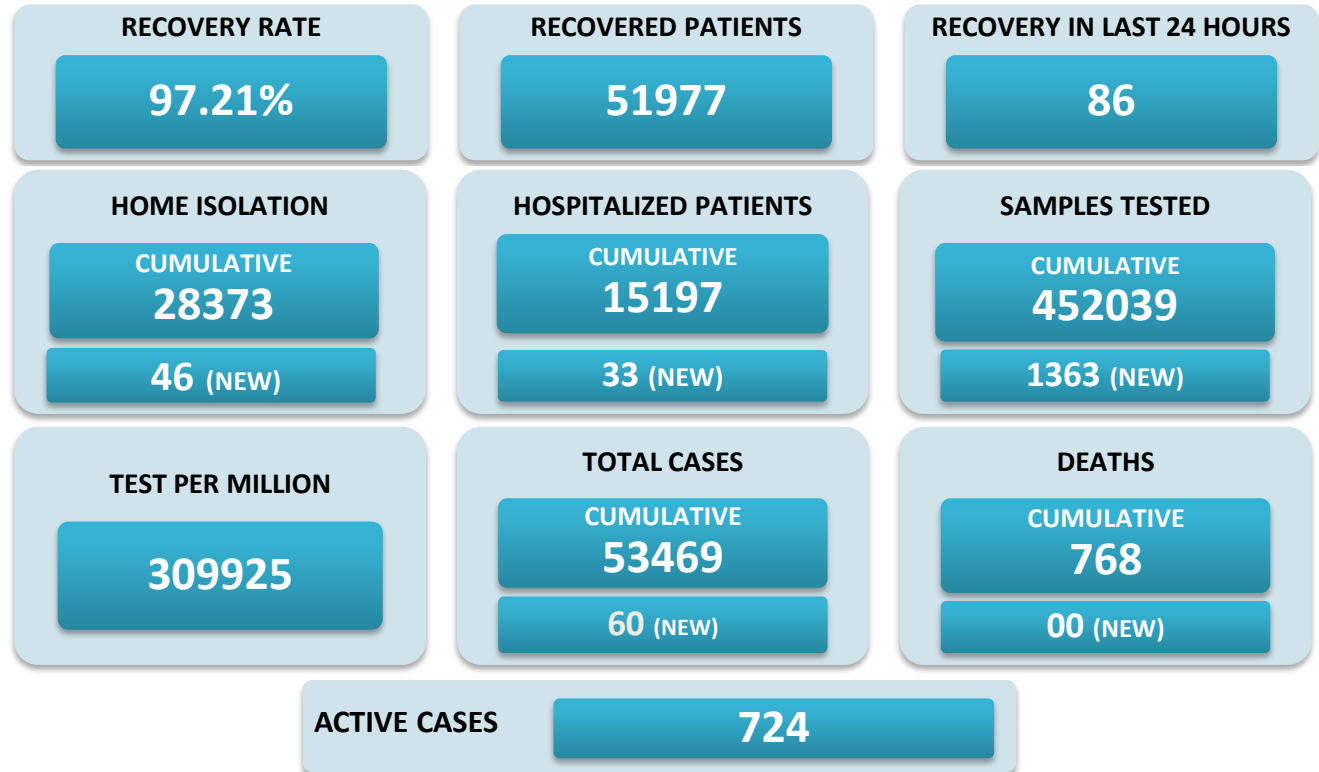 RECOVERY RATE
97.21%
RECOVERED PATIENTS
51977
RECOVERY IN LAST 24 HOURS
86
HOME ISOLATION
CUMULATIVE
28373
46 (NEW)
HOSPITALIZED PATIENTS
CUMULATIVE
15197
33 (NEW)
SAMPLES TESTED
CUMULATIVE
452039
1363 (NEW)
TEST PER MILLION
309925
TOTAL CASES
CUMULATIVE
53469
60 (NEW)
DEATHS
CUMULATIVE
768
00 (NEW)
ACTIVE CASES
724